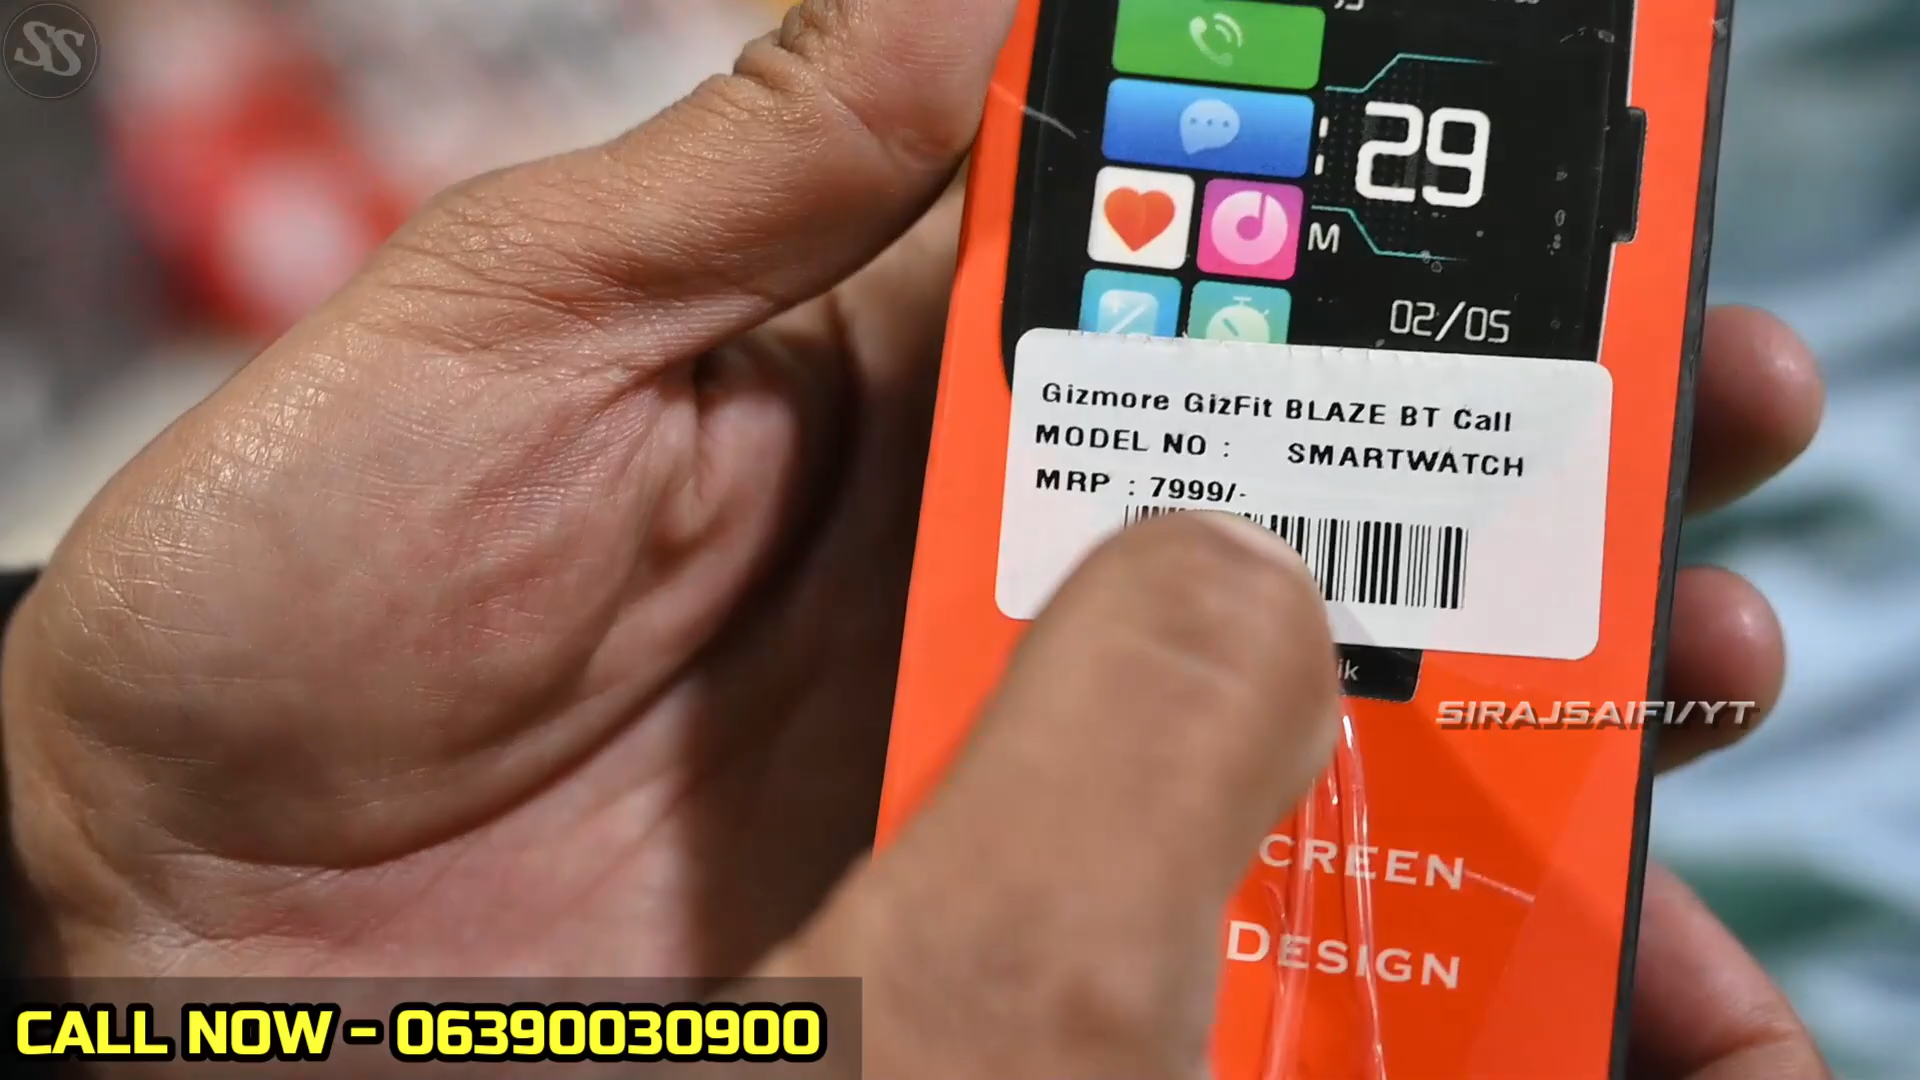 SS
: 29
M
02/05
Gizmore GizFit BLAZE BT Call
MODEL NO : SMARTWATCH
MRP : 7999/-
ik
SIRAJSAIFI/YT
CREEN
DESIGN
CALL NOW - 06390030900